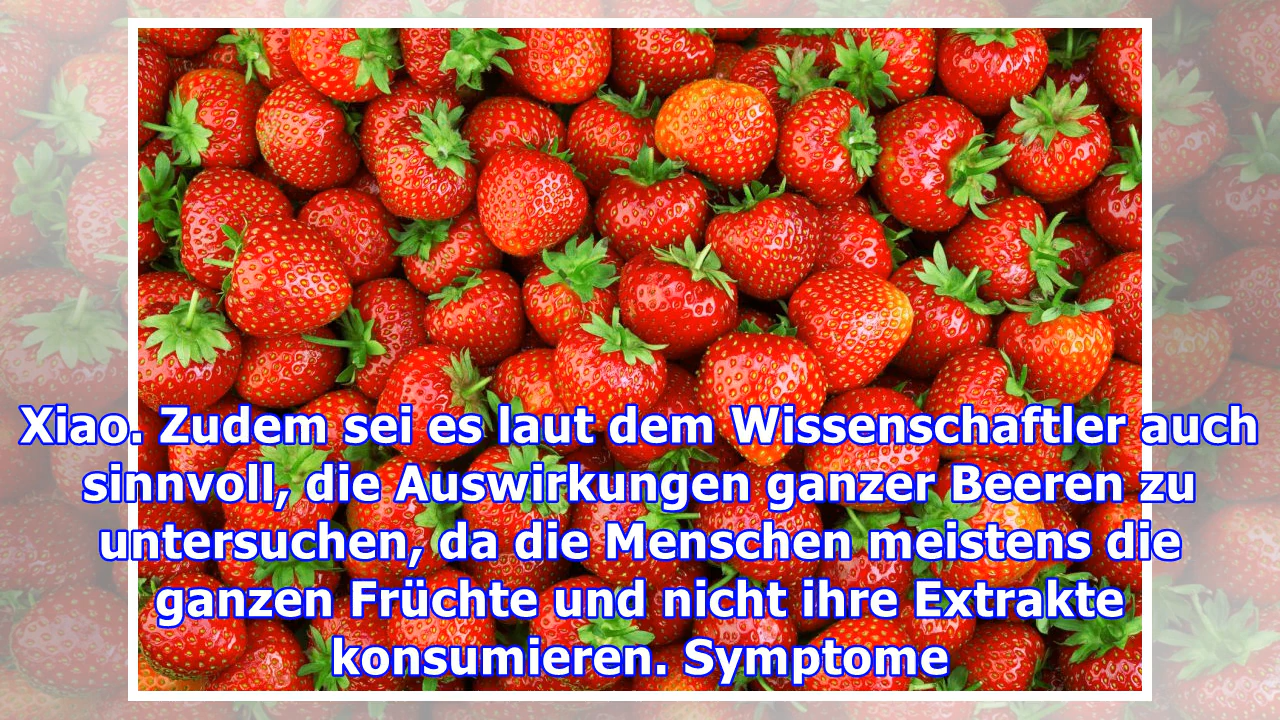 Xiao. Zudem sei es laut dem Wissenschaftler auch
sinnvoll, die Auswirkungen ganzer Beeren zu
untersuchen, da die Menschen meistens die
ganzen Früchte und nicht ihre Extrakte
konsumieren. Symptome